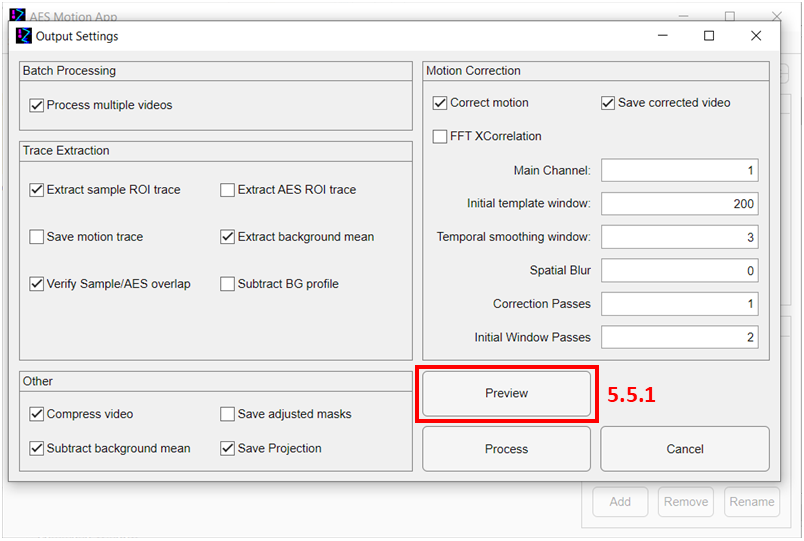 AES Motion App
Output Settings
Batch Processing
Process multiple videos
Trace Extraction
Extract sample ROI trace
Extract AES ROI trace
Save motion trace
Extract background mean
Verify Sample/AES overlap
Subtract BG profile
Other
Compress video
Save adjusted masks
Subtract background mean
Save Projection
Motion Correction
Correct motion
Save corrected video
FFT XCorrelation
Main Channel: 1
Initial template window: 200
Temporal smoothing window: 3
Spatial Blur 0
Correction Passes 1
Initial Window Passes 2
Preview 5.5.1
Process Cancel
Add Remove Rename